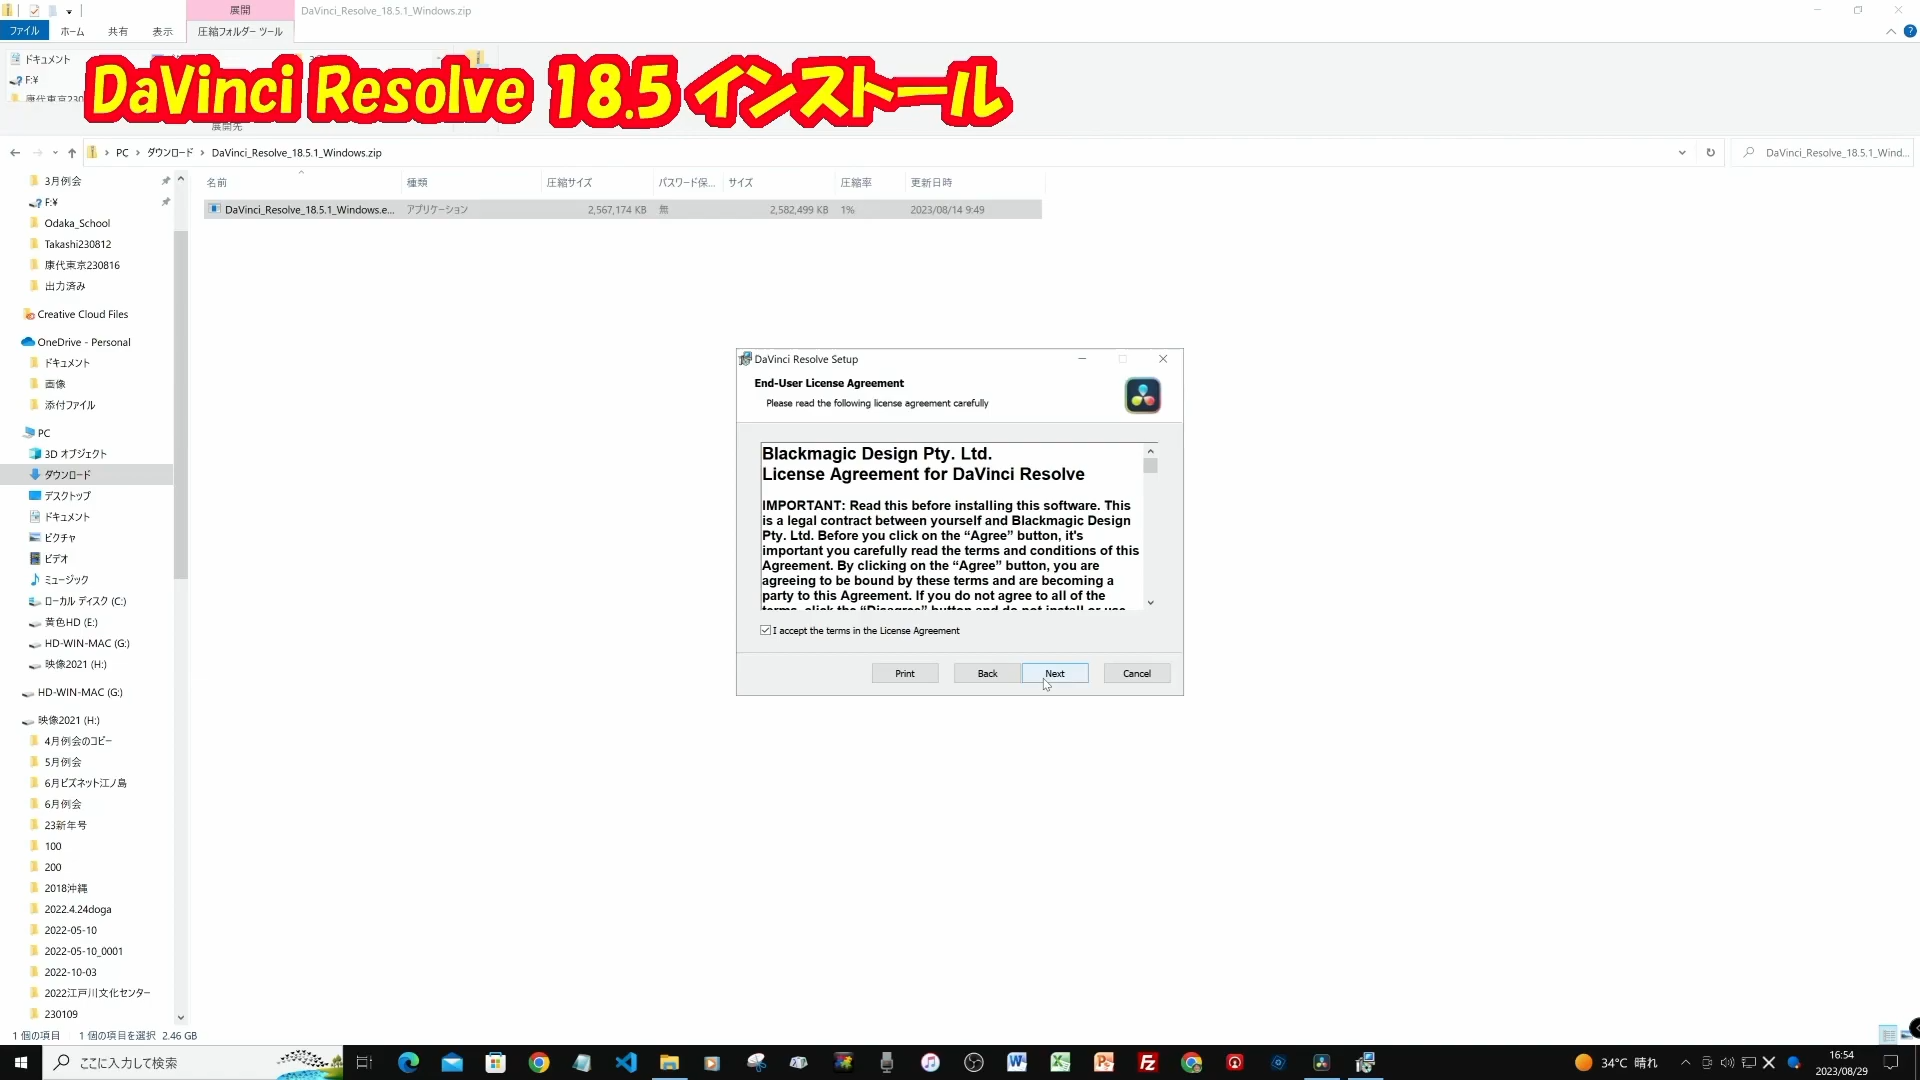 展開
DaVinci_Resolve_18.5.1_Windows.zip
ファイル
ホーム
共有
表示
圧縮フォルダー ツール
ドキュメント
F:¥
康代東京230
展開先
DaVinci Resolve 18.5 インストール
PC
ダウンロード
DaVinci_Resolve_18.5.1_Windows.zip
DaVinci_Resolve_18.5.1_Wind...
3月例会
F:¥
Odaka_School
Takashi230812
康代東京230816
出力済み
Creative Cloud Files
OneDrive - Personal
ドキュメント
画像
添付ファイル
PC
3D オブジェクト
ダウンロード
デスクトップ
ドキュメント
ピクチャ
ビデオ
ミュージック
ローカル ディスク (C:)
黄色HD (E:)
HD-WIN-MAC (G:)
映像2021 (H:)
HD-WIN-MAC (G:)
映像2021 (H:)
4月例会のコピー
5月例会
6月ビズネット江ノ島
6月例会
23新年号
100
200
2018沖縄
2022.4.24doga
2022-05-10
2022-05-10_0001
2022-10-03
2022江戸川文化センター
230109
名前 種類 圧縮サイズ パスワード保... サイズ 圧縮率 更新日時
DaVinci_Resolve_18.5.1_Windows.e... アプリケーション 2,567,174 KB 無 2,582,499 KB 1% 2023/08/14 9:49
DaVinci Resolve Setup
End-User License Agreement
Please read the following license agreement carefully
Blackmagic Design Pty. Ltd.
License Agreement for DaVinci Resolve
IMPORTANT: Read this before installing this software. This
is a legal contract between yourself and Blackmagic Design
Pty. Ltd. Before you click on the “Agree” button, it's
important you carefully read the terms and conditions of this
Agreement. By clicking on the “Agree” button, you are
agreeing to be bound by these terms and are becoming a
party to this Agreement. If you do not agree to all of the
terms, click the “Disagree” button and do not install or use
I accept the terms in the License Agreement
Print
Back
Next
Cancel
1 個の項目
1 個の項目を選択 2.46 GB
ここに入力して検索
34°C 晴れ
16:54
2023/08/29